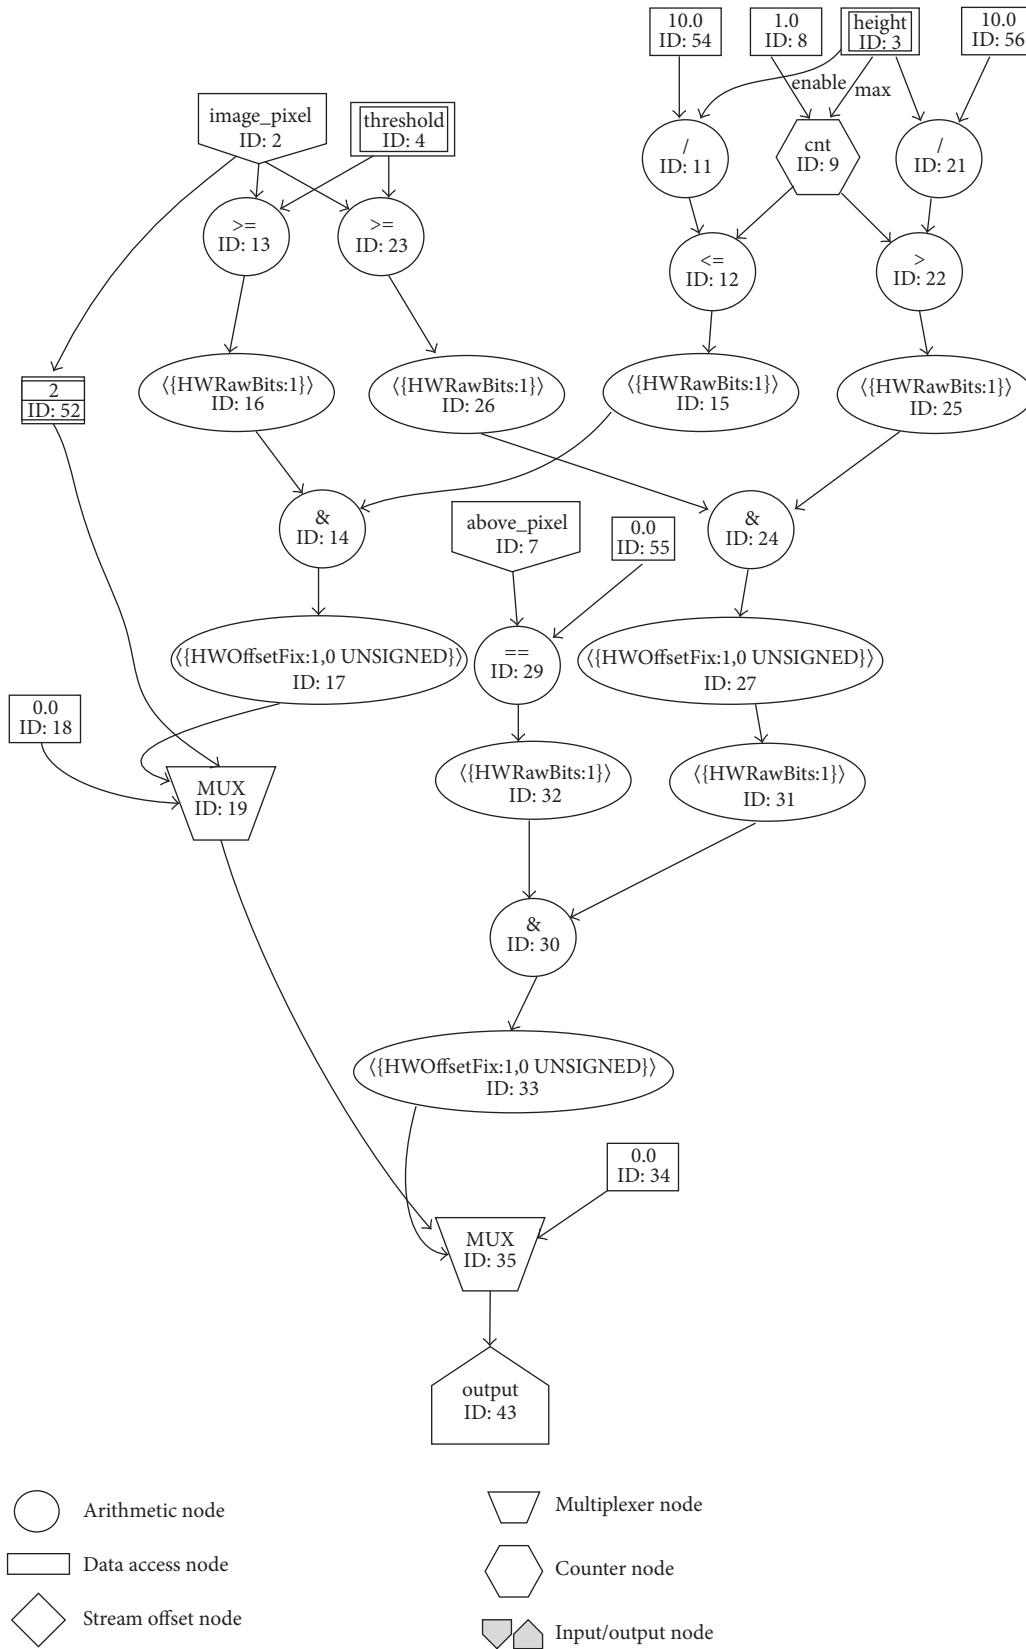 10.0
ID: 54
1.0
ID: 8
height
ID: 3
10.0
ID: 56
enable
max
image_pixel
ID: 2
threshold
ID: 4
/
ID: 11
cnt
ID: 9
/
ID: 21
>=
ID: 13
>=
ID: 23
<=
ID: 12
>
ID: 22
2
ID: 52
⟨{HWRawBits:1}⟩
ID: 16
⟨{HWRawBits:1}⟩
ID: 26
⟨{HWRawBits:1}⟩
ID: 15
⟨{HWRawBits:1}⟩
ID: 25
&
ID: 14
above_pixel
ID: 7
0.0
ID: 55
&
ID: 24
⟨{HWOffsetFix:1,0 UNSIGNED}⟩
ID: 17
==
ID: 29
⟨{HWOffsetFix:1,0 UNSIGNED}⟩
ID: 27
0.0
ID: 18
MUX
ID: 19
⟨{HWRawBits:1}⟩
ID: 32
⟨{HWRawBits:1}⟩
ID: 31
&
ID: 30
⟨{HWOffsetFix:1,0 UNSIGNED}⟩
ID: 33
0.0
ID: 34
MUX
ID: 35
output
ID: 43
Arithmetic node
Data access node
Stream offset node
Multiplexer node
Counter node
Input/output node